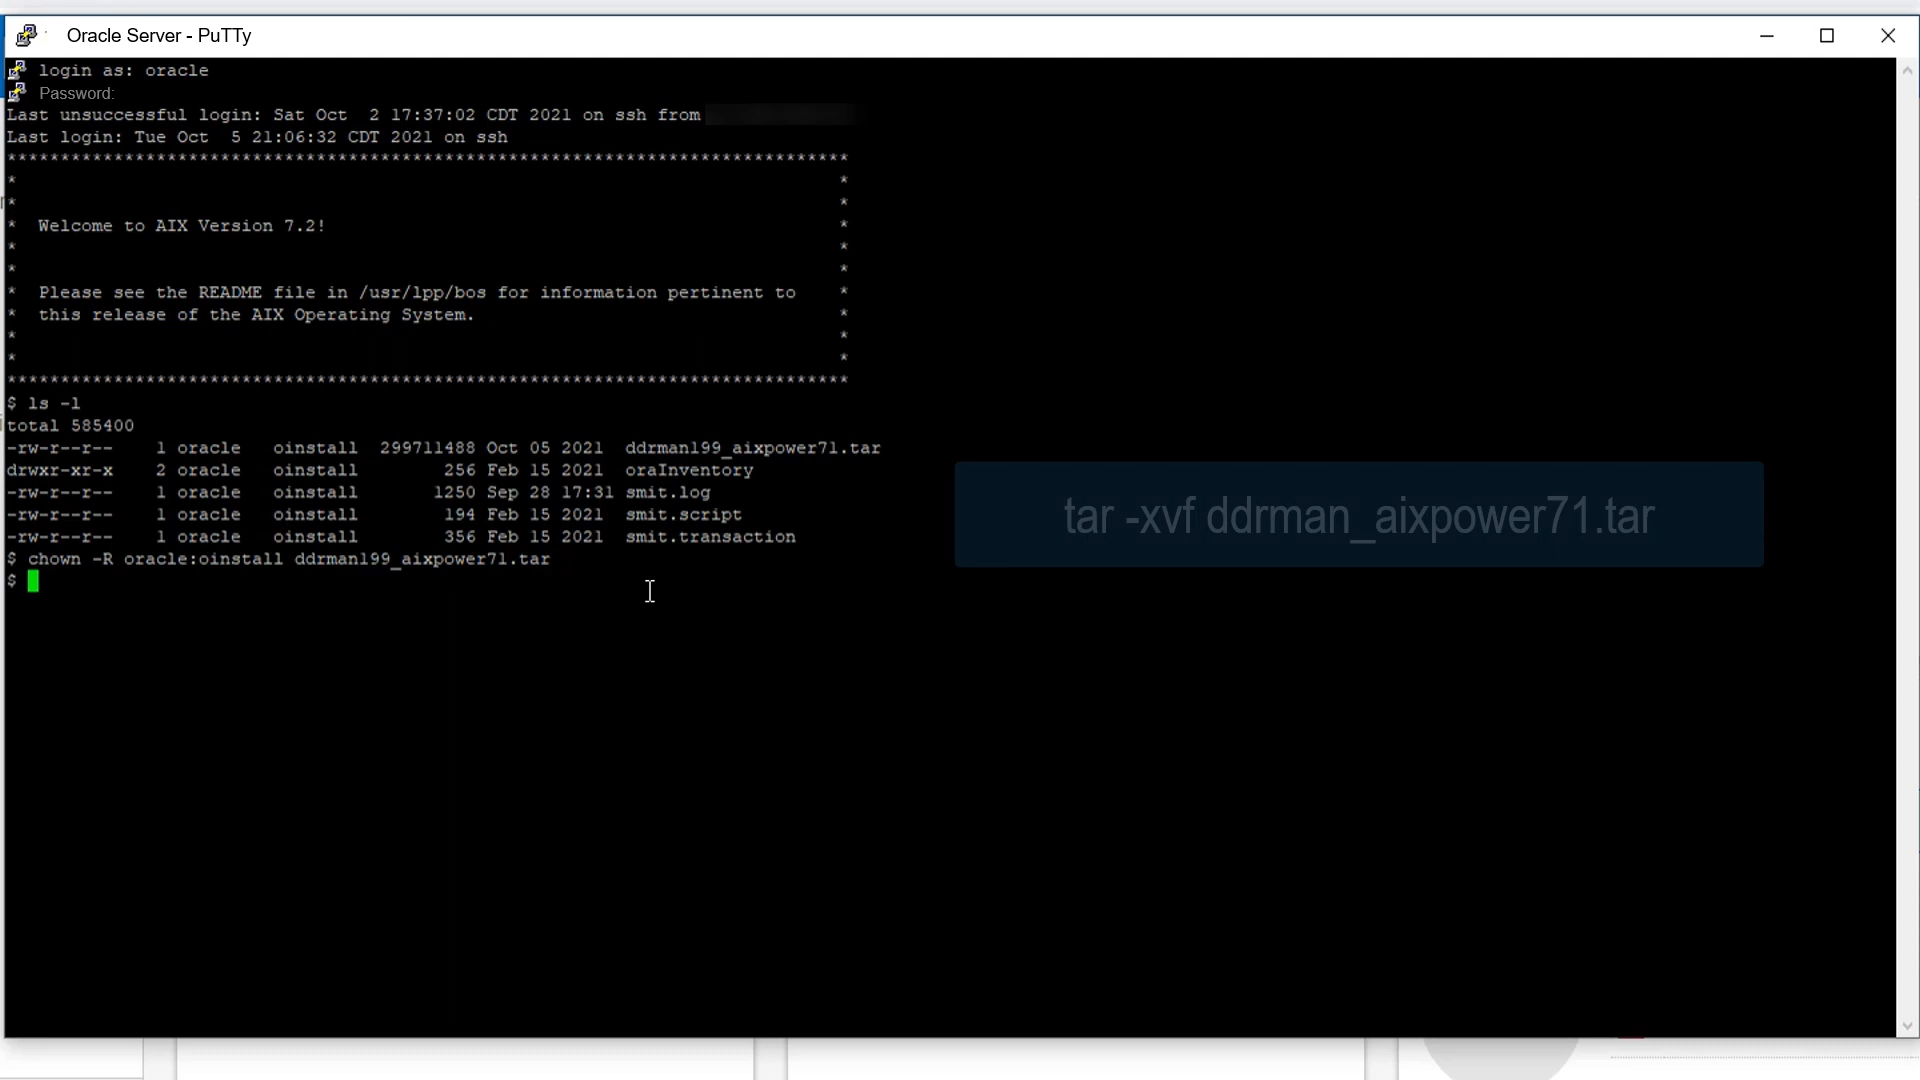 Oracle Server - PuTTy
login as: oracle
Password:
Last unsuccessful login: Sat Oct  2 17:37:02 CDT 2021 on ssh from
Last login: Tue Oct  5 21:06:32 CDT 2021 on ssh
*******************************************************************************
*                                                                             *
*                                                                             *
*  Welcome to AIX Version 7.2!                                                *
*                                                                             *
*                                                                             *
*  Please see the README file in /usr/lpp/bos for information pertinent to    *
*  this release of the AIX Operating System.                                  *
*                                                                             *
*                                                                             *
*******************************************************************************
$ ls -l
total 585400
-rw-r--r--    1 oracle   oinstall  299711488 Oct 05 2021  ddrman199_aixpower71.tar
drwxr-xr-x    2 oracle   oinstall        256 Feb 15 2021  oraInventory
-rw-r--r--    1 oracle   oinstall       1250 Sep 28 17:31 smit.log
-rw-r--r--    1 oracle   oinstall        194 Feb 15 2021  smit.script
-rw-r--r--    1 oracle   oinstall        356 Feb 15 2021  smit.transaction
$ chown -R oracle:oinstall ddrman199_aixpower71.tar
$
tar -xvf ddrman_aixpower71.tar